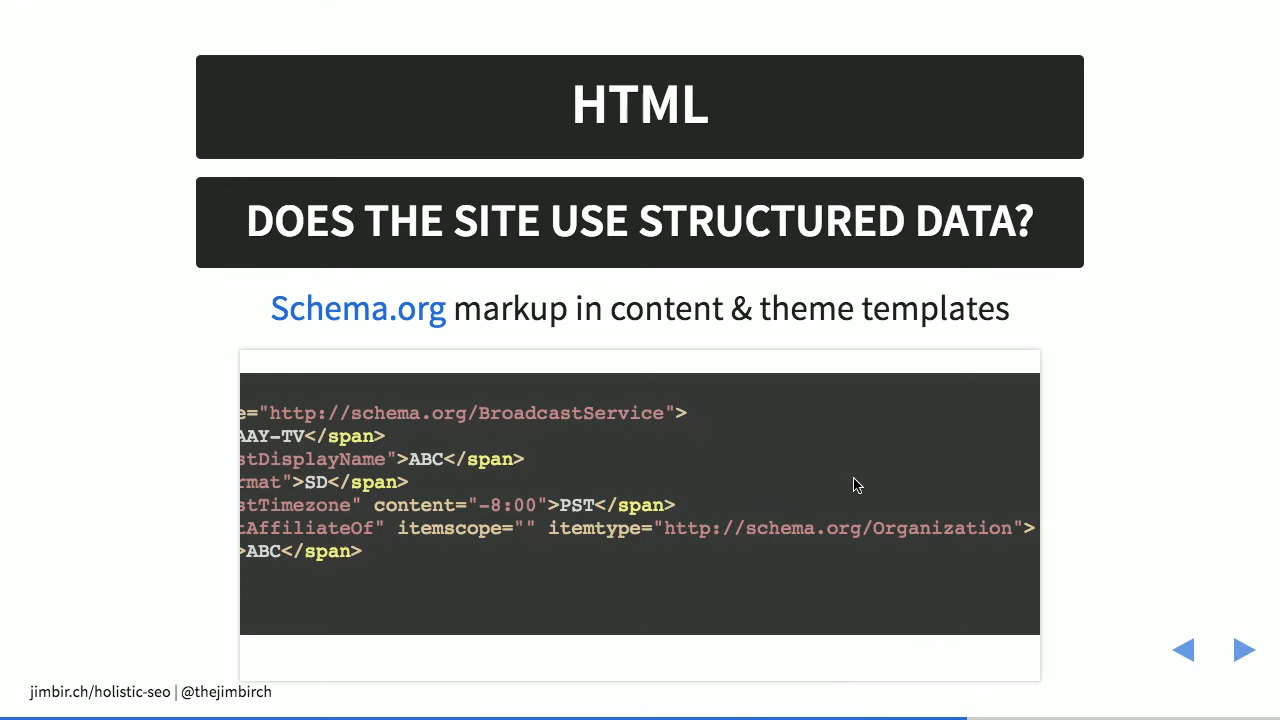 HTML
DOES THE SITE USE STRUCTURED DATA?
Schema.org markup in content & theme templates
e="http://schema.org/BroadcastService">
AAY-TV</span>
stDisplayName">ABC</span>
rmat">SD</span>
stTimezone" content="-8:00">PST</span>
tAffiliateOf" itemscope="" itemtype="http://schema.org/Organization">
>ABC</span>
jimbir.ch/holistic-seo | @thejimbirch